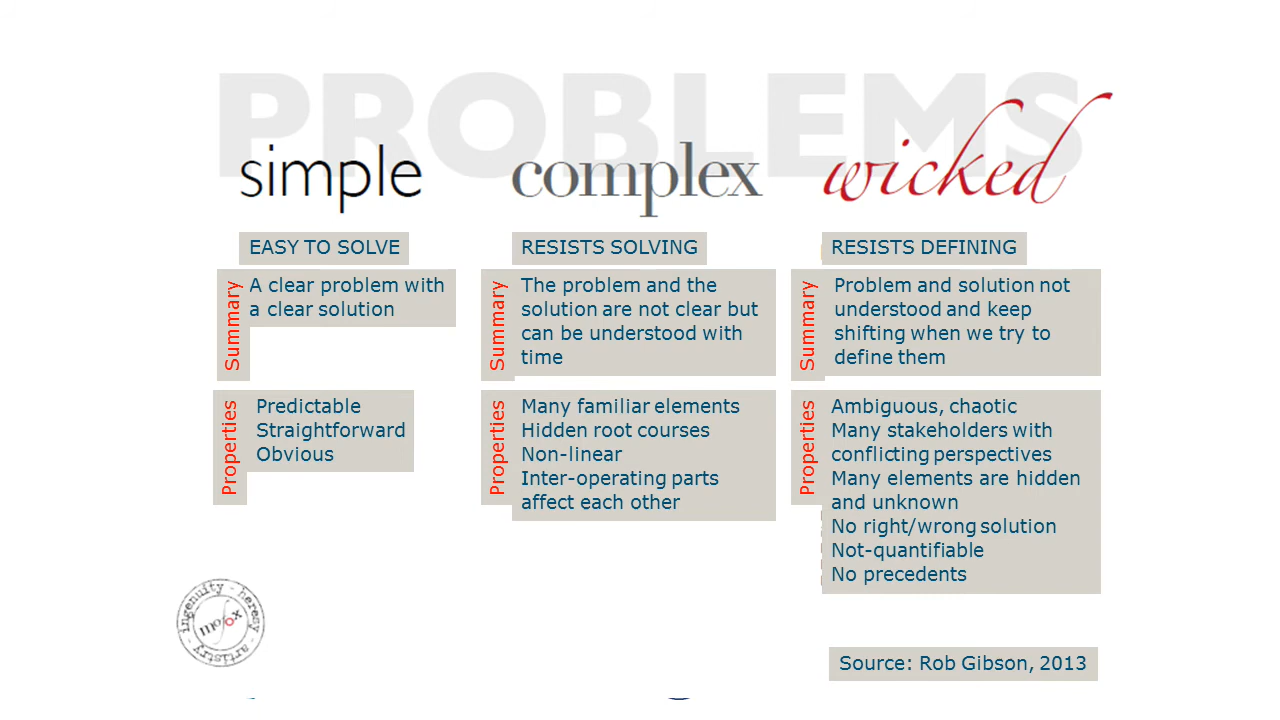 PROBLEMS
simple
EASY TO SOLVE
Summary
A clear problem with
a clear solution
Properties
Predictable
Straightforward
Obvious
complex
RESISTS SOLVING
Summary
The problem and the
solution are not clear but
can be understood with
time
Properties
Many familiar elements
Hidden root courses
Non-linear
Inter-operating parts
affect each other
wicked
RESISTS DEFINING
Summary
Problem and solution not
understood and keep
shifting when we try to
define them
Properties
Ambiguous, chaotic
Many stakeholders with
conflicting perspectives
Many elements are hidden
and unknown
No right/wrong solution
Not-quantifiable
No precedents
ingenuity - heresy - artistry -
mofox
Source: Rob Gibson, 2013